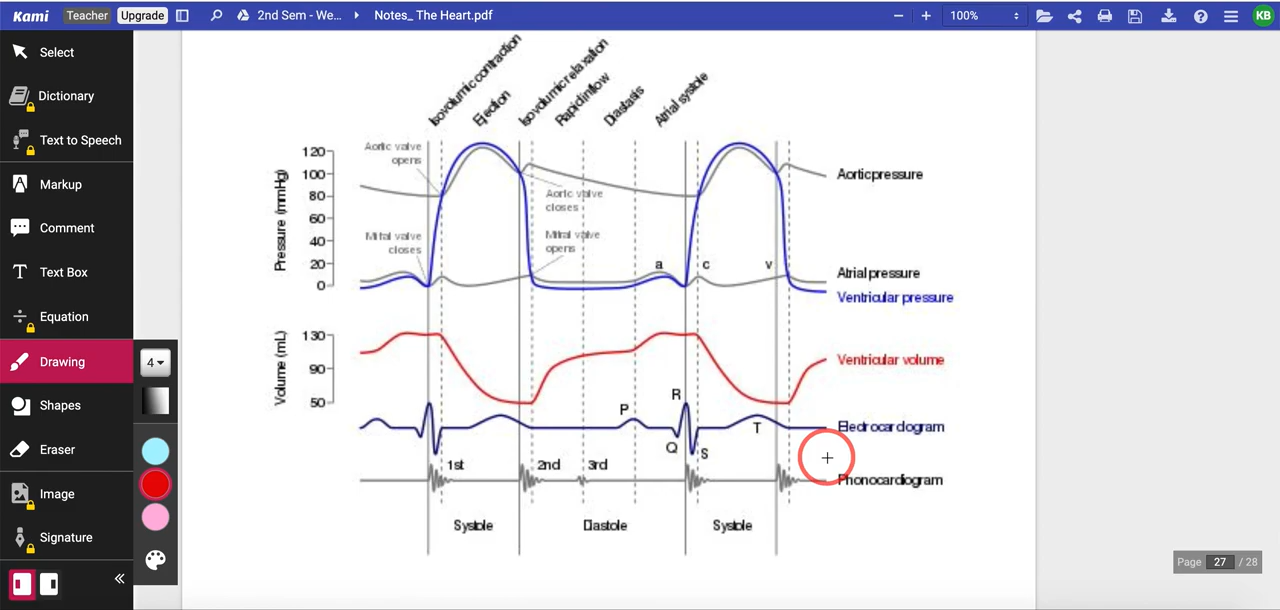 Kami Teacher Upgrade 2nd Sem - We... Notes_ The Heart.pdf 100% KB
Select
Dictionary
Text to Speech
Markup
Comment
Text Box
Equation
Drawing
4
Shapes
Eraser
Image
Signature
Isovolumic contraction
Ejection
Isovolumic relaxation
Rapid inflow
Diastasis
Atrial systole
Pressure (mmHg)
120
100
80
60
40
20
0
Aortic valve
opens
Mitral valve
closes
Aortic valve
closes
Mitral valve
opens
a
c
v
Aortic pressure
Atrial pressure
Ventricular pressure
Volume (mL)
130
90
50
Ventricular volume
R
P
Q
S
T
Electrocardiogram
1st
2nd
3rd
Phonocardiogram
Systole
Diastole
Systole
Page 27 / 28